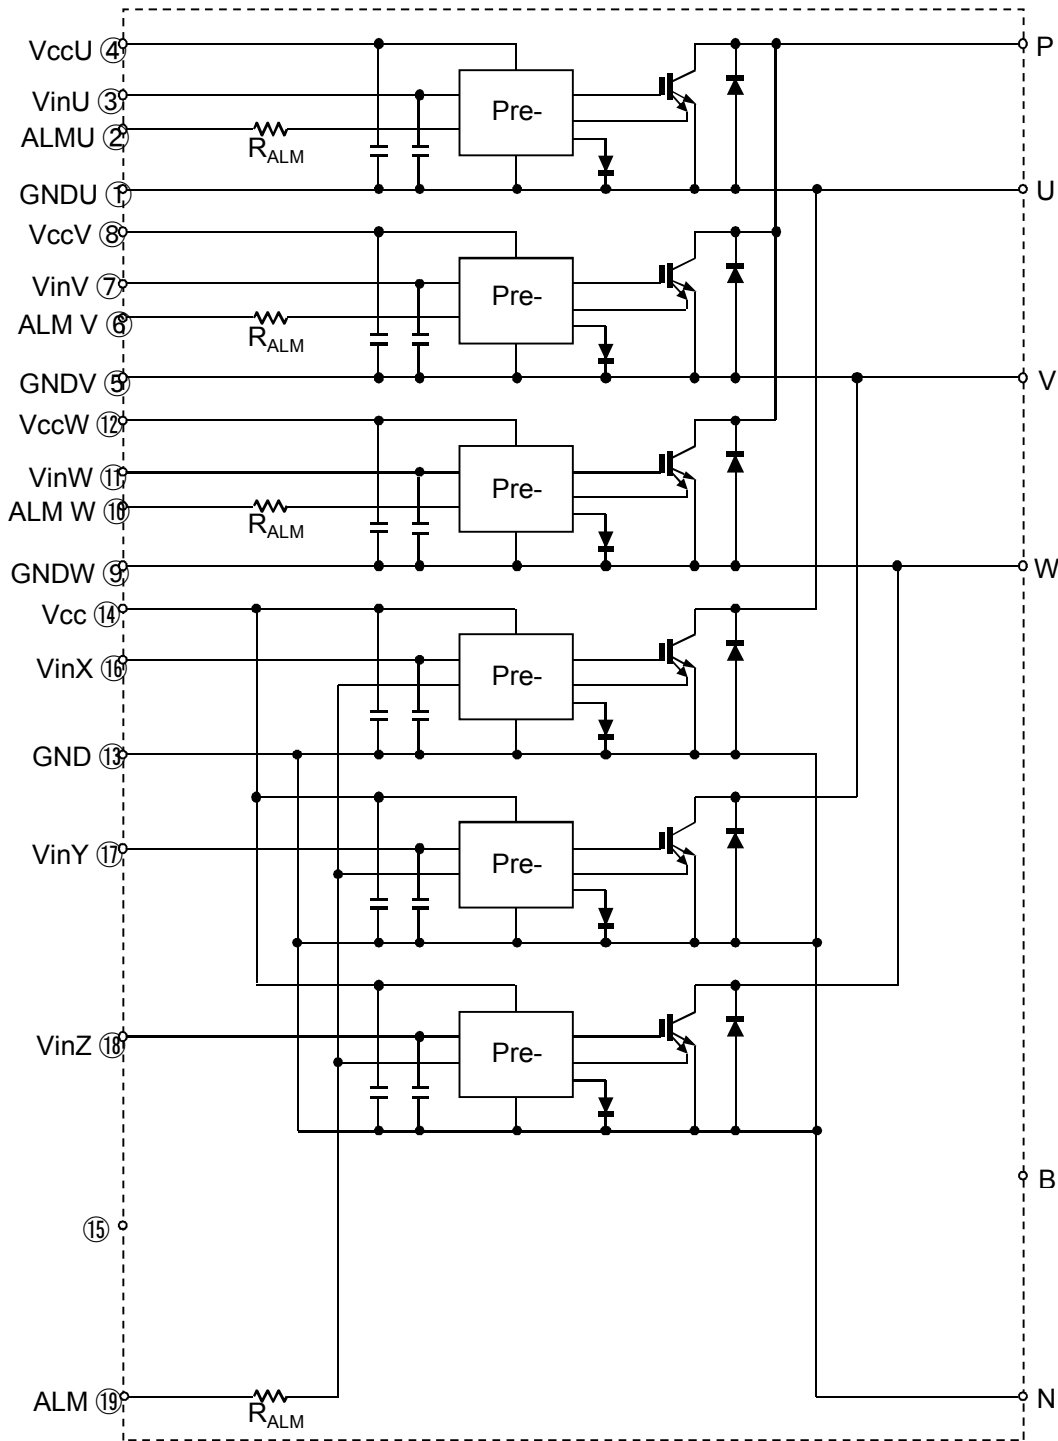 VccU ④
P
VinU ③
Pre-
ALMU ②
RALM
GNDU ①
U
VccV ⑧
VinV ⑦
Pre-
ALM V ⑥
RALM
GNDV ⑤
V
VccW ⑫
VinW ⑪
Pre-
ALM W ⑩
RALM
GNDW ⑨
W
Vcc ⑭
VinX ⑯
Pre-
GND ⑬
VinY ⑰
Pre-
VinZ ⑱
Pre-
B
⑮
ALM ⑲
RALM
N